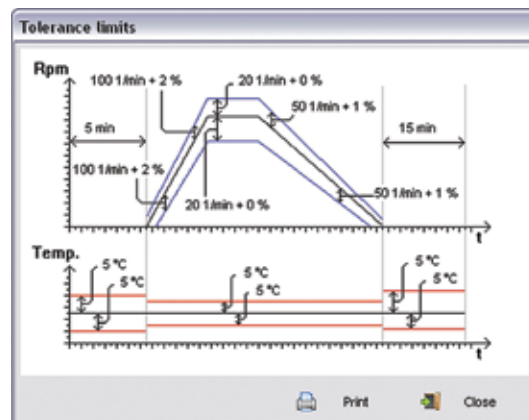 Tolerance limits
Rpm
100 1/min + 2 %
20 1/min + 0 %
5 min
50 1/min + 1 %
15 min
100 1/min + 2 %
20 1/min + 0 %
50 1/min + 1 %
t
Temp.
5 °C
5 °C
5 °C
5 °C
5 °C
5 °C
t
Print
Close